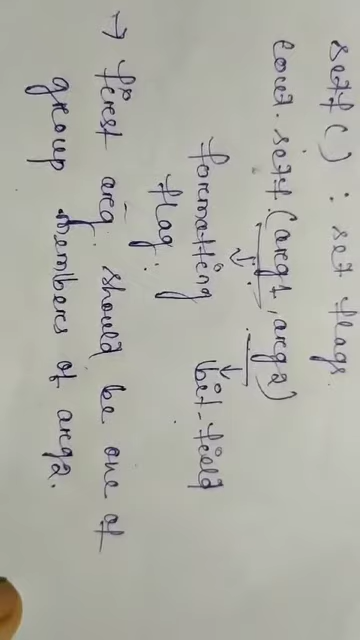 setf() : set flags.
cout.setf(arg1, arg2)
↓ ↓
formatting bit-field
flag.
→ first arg. should be one of
group members of arg2.